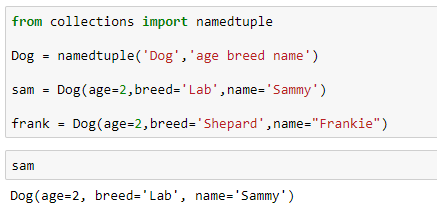 from collections import namedtuple
Dog = namedtuple('Dog','age breed name')
sam = Dog(age=2,breed='Lab',name='Sammy')
frank = Dog(age=2,breed='Shepard',name="Frankie")
sam
Dog(age=2, breed='Lab', name='Sammy')